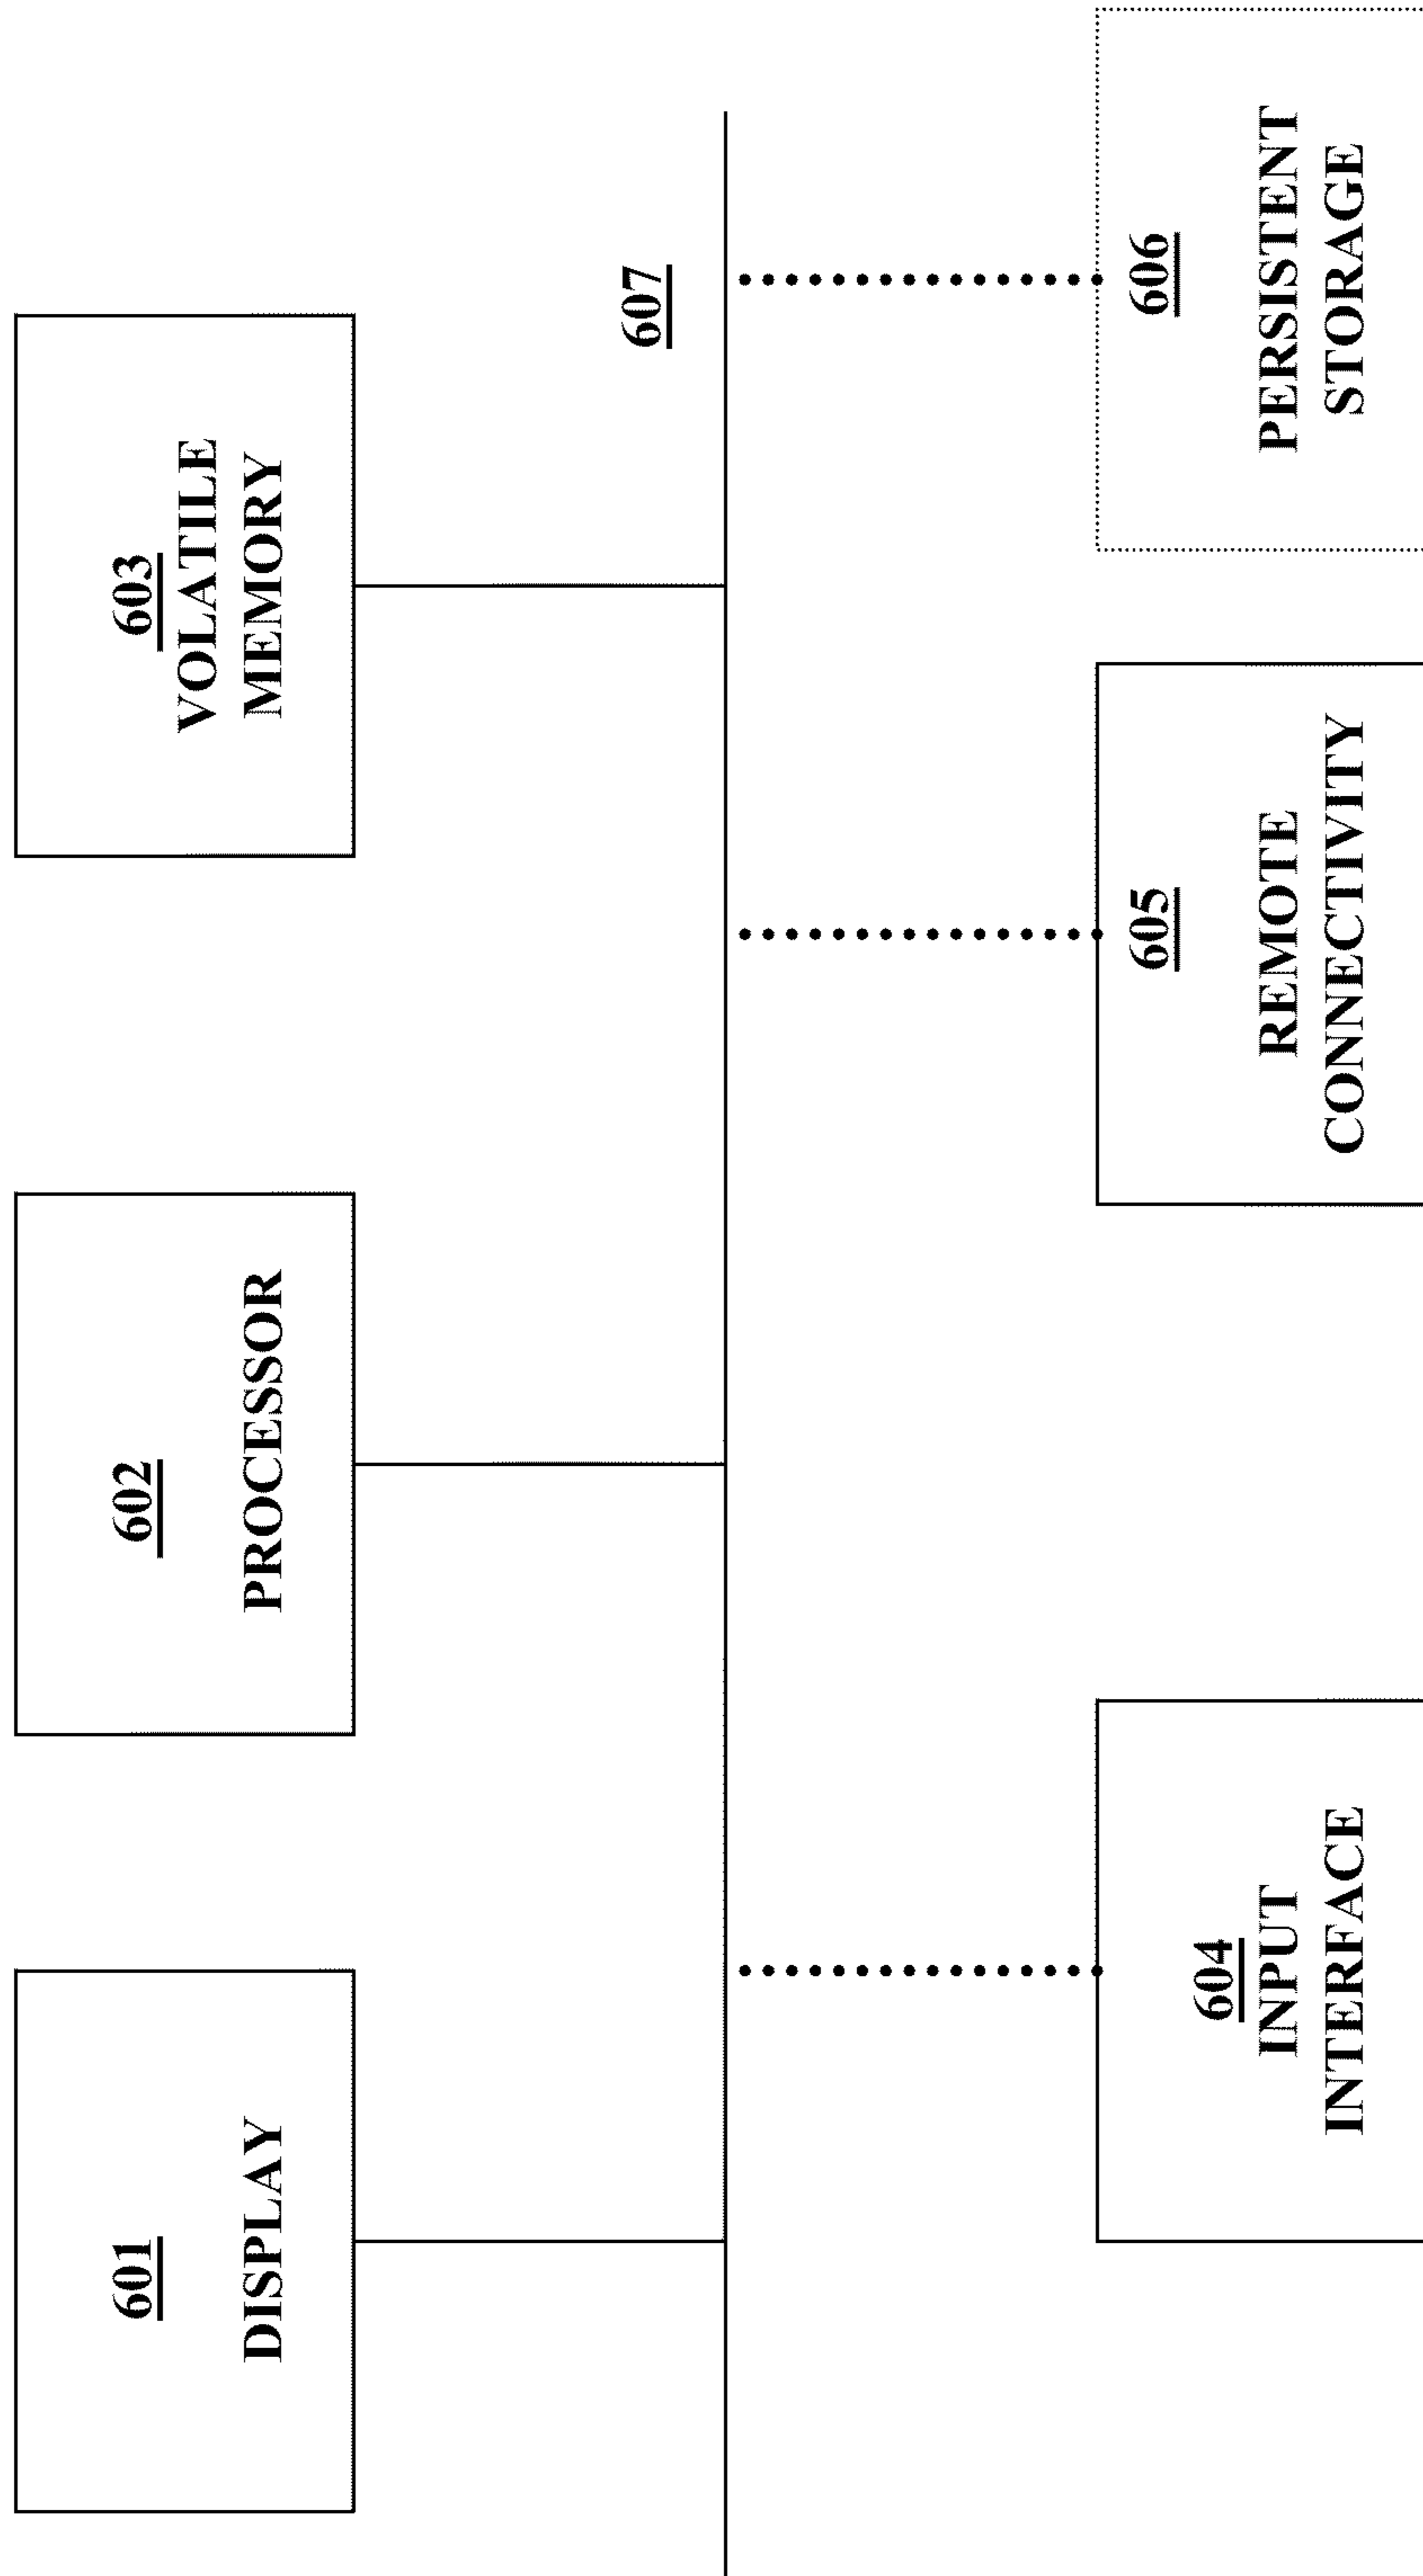 601
DISPLAY
602
PROCESSOR
603
VOLATILE
MEMORY
607
604
INPUT
INTERFACE
605
REMOTE
CONNECTIVITY
606
PERSISTENT
STORAGE